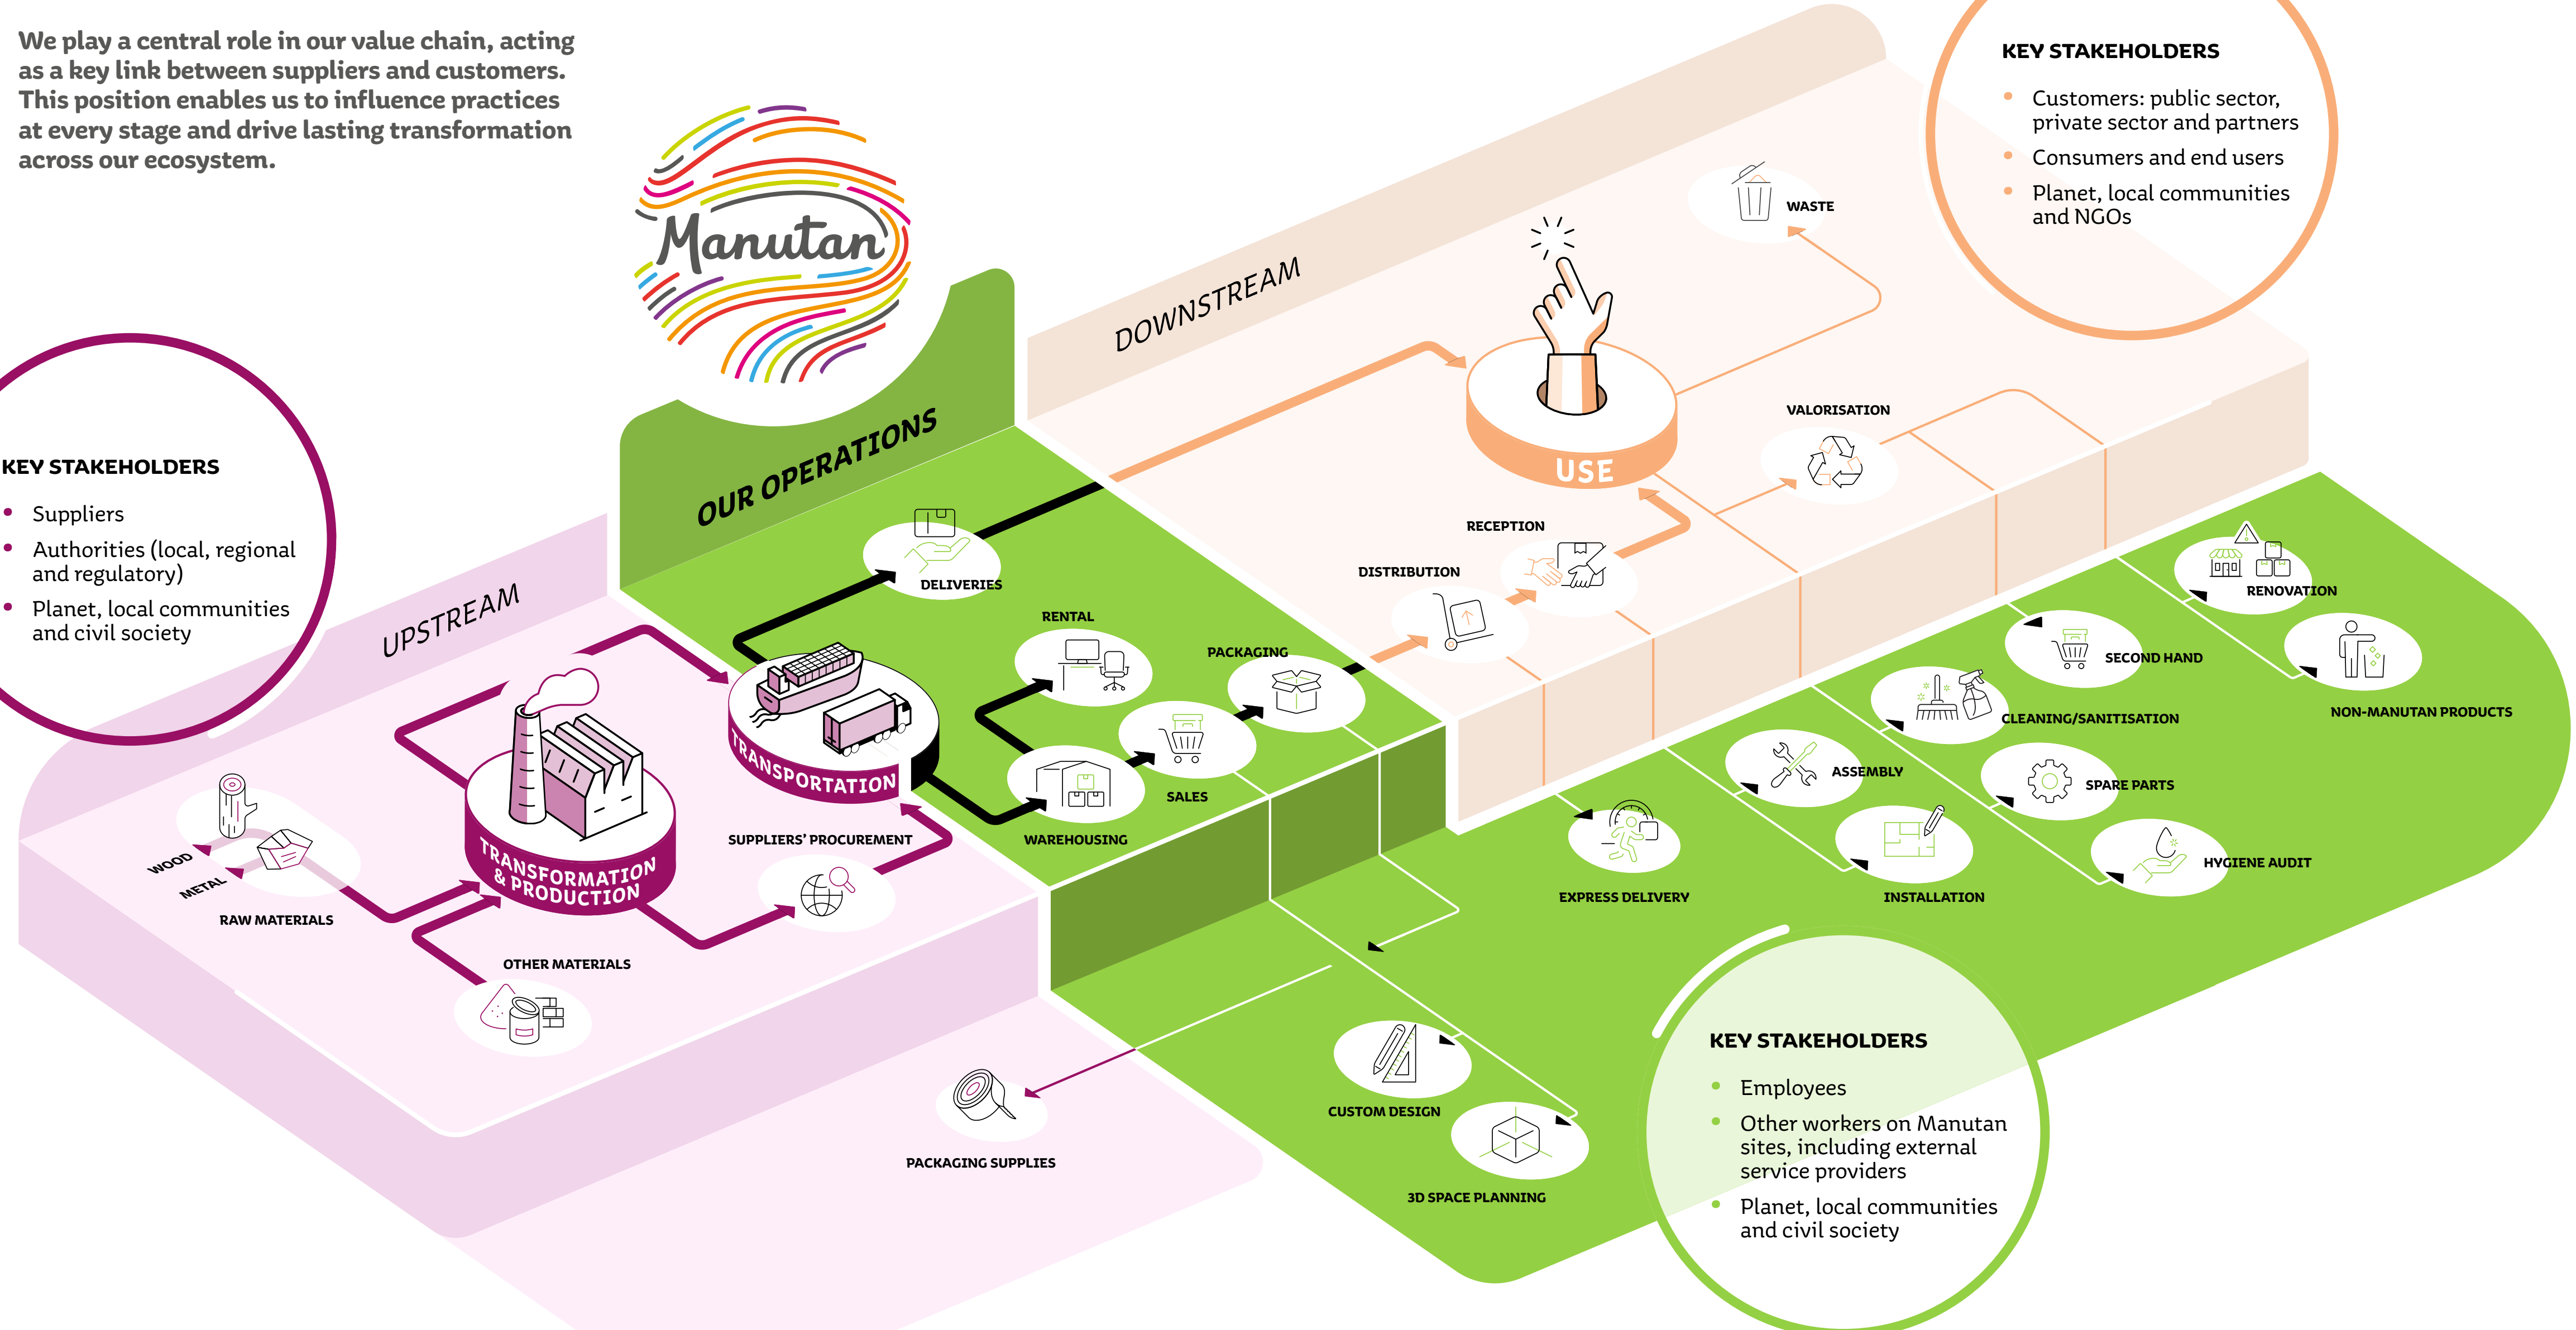 We play a central role in our value chain, acting
as a key link between suppliers and customers.
This position enables us to influence practices
at every stage and drive lasting transformation
across our ecosystem.
Manutan
KEY STAKEHOLDERS
• Suppliers
• Authorities (local, regional
and regulatory)
• Planet, local communities
and civil society
UPSTREAM
WOOD
METAL
RAW MATERIALS
OTHER MATERIALS
TRANSFORMATION
& PRODUCTION
SUPPLIERS' PROCUREMENT
TRANSPORTATION
PACKAGING SUPPLIES
OUR OPERATIONS
DELIVERIES
RENTAL
PACKAGING
SALES
WAREHOUSING
DOWNSTREAM
DISTRIBUTION
RECEPTION
USE
WASTE
VALORISATION
KEY STAKEHOLDERS
• Customers: public sector,
private sector and partners
• Consumers and end users
• Planet, local communities
and NGOs
RENOVATION
SECOND HAND
NON-MANUTAN PRODUCTS
CLEANING/SANITISATION
ASSEMBLY
SPARE PARTS
HYGIENE AUDIT
EXPRESS DELIVERY
INSTALLATION
CUSTOM DESIGN
3D SPACE PLANNING
KEY STAKEHOLDERS
• Employees
• Other workers on Manutan
sites, including external
service providers
• Planet, local communities
and civil society